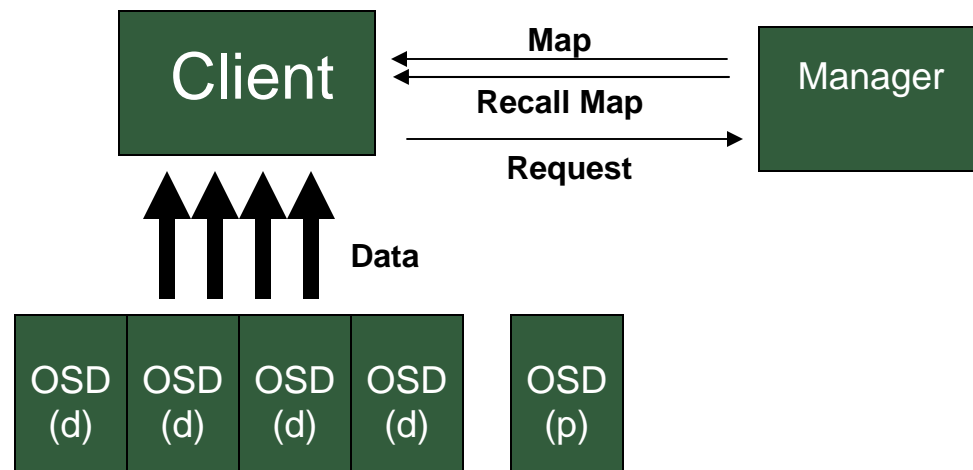 Client
Map
Recall Map
Request
Manager
Data
OSD
(d)
OSD
(d)
OSD
(d)
OSD
(d)
OSD
(p)